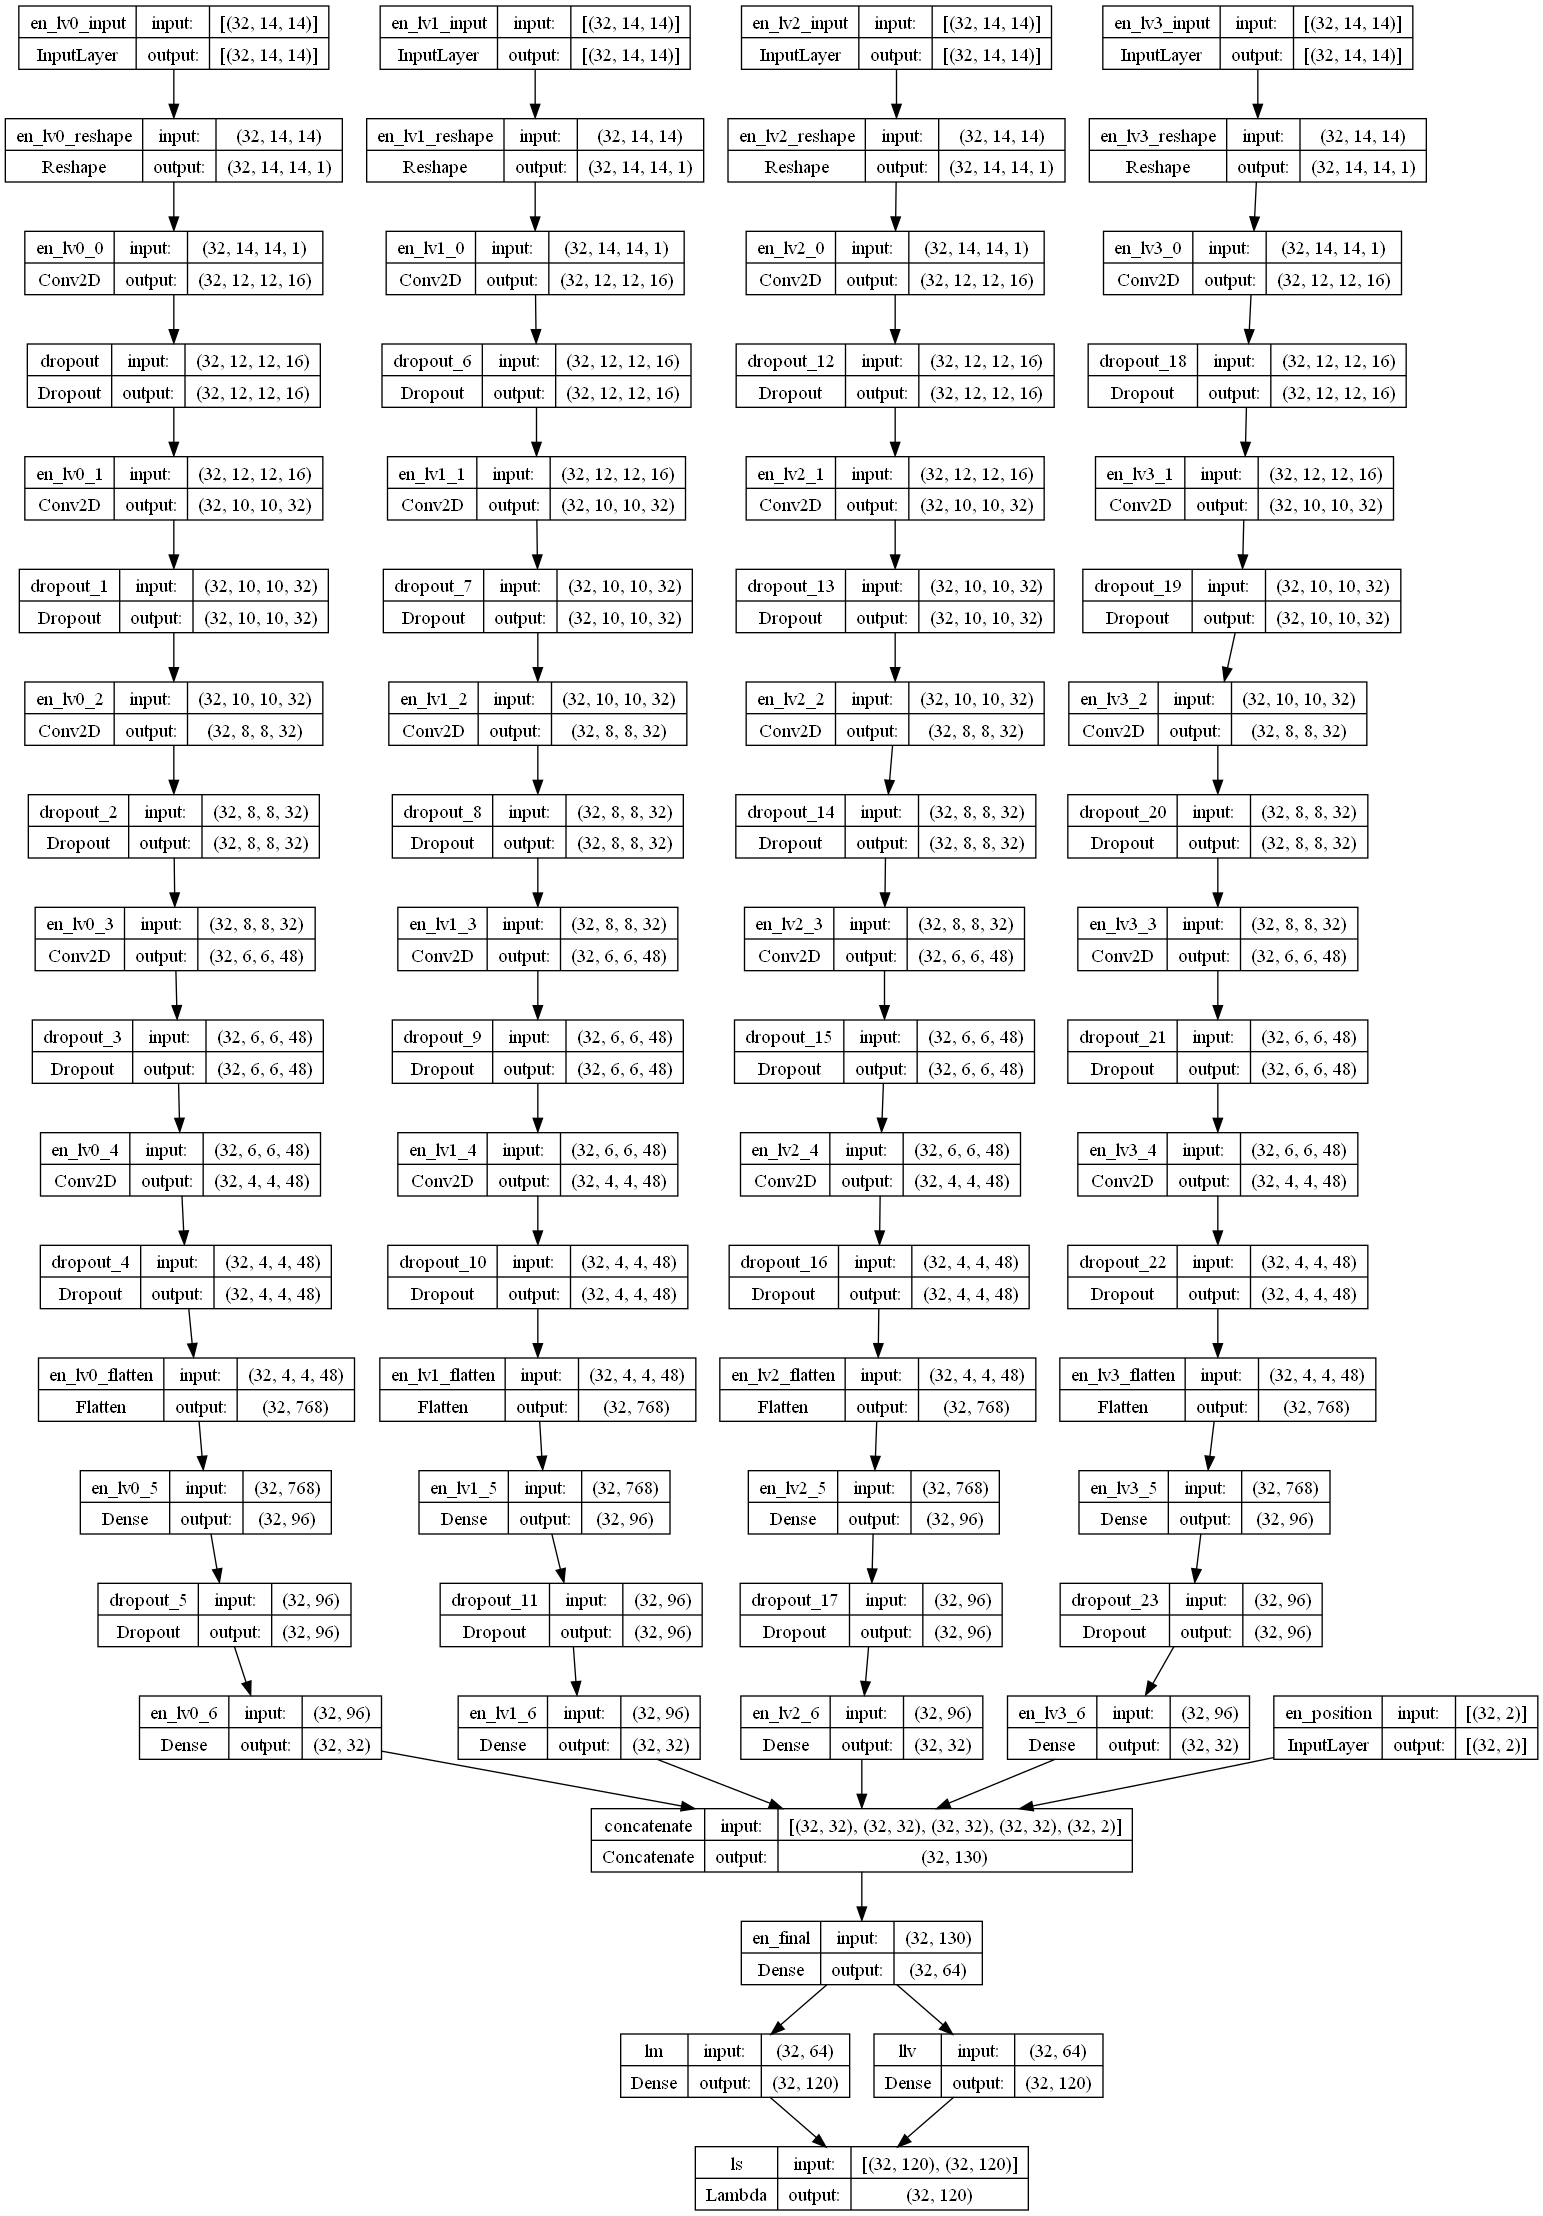 en_lv0_input input: [(32, 14, 14)]
InputLayer output: [(32, 14, 14)]
en_lv1_input input: [(32, 14, 14)]
InputLayer output: [(32, 14, 14)]
en_lv2_input input: [(32, 14, 14)]
InputLayer output: [(32, 14, 14)]
en_lv3_input input: [(32, 14, 14)]
InputLayer output: [(32, 14, 14)]
en_lv0_reshape input: (32, 14, 14)
Reshape output: (32, 14, 14, 1)
en_lv1_reshape input: (32, 14, 14)
Reshape output: (32, 14, 14, 1)
en_lv2_reshape input: (32, 14, 14)
Reshape output: (32, 14, 14, 1)
en_lv3_reshape input: (32, 14, 14)
Reshape output: (32, 14, 14, 1)
en_lv0_0 input: (32, 14, 14, 1)
Conv2D output: (32, 12, 12, 16)
en_lv1_0 input: (32, 14, 14, 1)
Conv2D output: (32, 12, 12, 16)
en_lv2_0 input: (32, 14, 14, 1)
Conv2D output: (32, 12, 12, 16)
en_lv3_0 input: (32, 14, 14, 1)
Conv2D output: (32, 12, 12, 16)
dropout input: (32, 12, 12, 16)
Dropout output: (32, 12, 12, 16)
dropout_6 input: (32, 12, 12, 16)
Dropout output: (32, 12, 12, 16)
dropout_12 input: (32, 12, 12, 16)
Dropout output: (32, 12, 12, 16)
dropout_18 input: (32, 12, 12, 16)
Dropout output: (32, 12, 12, 16)
en_lv0_1 input: (32, 12, 12, 16)
Conv2D output: (32, 10, 10, 32)
en_lv1_1 input: (32, 12, 12, 16)
Conv2D output: (32, 10, 10, 32)
en_lv2_1 input: (32, 12, 12, 16)
Conv2D output: (32, 10, 10, 32)
en_lv3_1 input: (32, 12, 12, 16)
Conv2D output: (32, 10, 10, 32)
dropout_1 input: (32, 10, 10, 32)
Dropout output: (32, 10, 10, 32)
dropout_7 input: (32, 10, 10, 32)
Dropout output: (32, 10, 10, 32)
dropout_13 input: (32, 10, 10, 32)
Dropout output: (32, 10, 10, 32)
dropout_19 input: (32, 10, 10, 32)
Dropout output: (32, 10, 10, 32)
en_lv0_2 input: (32, 10, 10, 32)
Conv2D output: (32, 8, 8, 32)
en_lv1_2 input: (32, 10, 10, 32)
Conv2D output: (32, 8, 8, 32)
en_lv2_2 input: (32, 10, 10, 32)
Conv2D output: (32, 8, 8, 32)
en_lv3_2 input: (32, 10, 10, 32)
Conv2D output: (32, 8, 8, 32)
dropout_2 input: (32, 8, 8, 32)
Dropout output: (32, 8, 8, 32)
dropout_8 input: (32, 8, 8, 32)
Dropout output: (32, 8, 8, 32)
dropout_14 input: (32, 8, 8, 32)
Dropout output: (32, 8, 8, 32)
dropout_20 input: (32, 8, 8, 32)
Dropout output: (32, 8, 8, 32)
en_lv0_3 input: (32, 8, 8, 32)
Conv2D output: (32, 6, 6, 48)
en_lv1_3 input: (32, 8, 8, 32)
Conv2D output: (32, 6, 6, 48)
en_lv2_3 input: (32, 8, 8, 32)
Conv2D output: (32, 6, 6, 48)
en_lv3_3 input: (32, 8, 8, 32)
Conv2D output: (32, 6, 6, 48)
dropout_3 input: (32, 6, 6, 48)
Dropout output: (32, 6, 6, 48)
dropout_9 input: (32, 6, 6, 48)
Dropout output: (32, 6, 6, 48)
dropout_15 input: (32, 6, 6, 48)
Dropout output: (32, 6, 6, 48)
dropout_21 input: (32, 6, 6, 48)
Dropout output: (32, 6, 6, 48)
en_lv0_4 input: (32, 6, 6, 48)
Conv2D output: (32, 4, 4, 48)
en_lv1_4 input: (32, 6, 6, 48)
Conv2D output: (32, 4, 4, 48)
en_lv2_4 input: (32, 6, 6, 48)
Conv2D output: (32, 4, 4, 48)
en_lv3_4 input: (32, 6, 6, 48)
Conv2D output: (32, 4, 4, 48)
dropout_4 input: (32, 4, 4, 48)
Dropout output: (32, 4, 4, 48)
dropout_10 input: (32, 4, 4, 48)
Dropout output: (32, 4, 4, 48)
dropout_16 input: (32, 4, 4, 48)
Dropout output: (32, 4, 4, 48)
dropout_22 input: (32, 4, 4, 48)
Dropout output: (32, 4, 4, 48)
en_lv0_flatten input: (32, 4, 4, 48)
Flatten output: (32, 768)
en_lv1_flatten input: (32, 4, 4, 48)
Flatten output: (32, 768)
en_lv2_flatten input: (32, 4, 4, 48)
Flatten output: (32, 768)
en_lv3_flatten input: (32, 4, 4, 48)
Flatten output: (32, 768)
en_lv0_5 input: (32, 768)
Dense output: (32, 96)
en_lv1_5 input: (32, 768)
Dense output: (32, 96)
en_lv2_5 input: (32, 768)
Dense output: (32, 96)
en_lv3_5 input: (32, 768)
Dense output: (32, 96)
dropout_5 input: (32, 96)
Dropout output: (32, 96)
dropout_11 input: (32, 96)
Dropout output: (32, 96)
dropout_17 input: (32, 96)
Dropout output: (32, 96)
dropout_23 input: (32, 96)
Dropout output: (32, 96)
en_lv0_6 input: (32, 96)
Dense output: (32, 32)
en_lv1_6 input: (32, 96)
Dense output: (32, 32)
en_lv2_6 input: (32, 96)
Dense output: (32, 32)
en_lv3_6 input: (32, 96)
Dense output: (32, 32)
en_position input: [(32, 2)]
InputLayer output: [(32, 2)]
concatenate input: [(32, 32), (32, 32), (32, 32), (32, 32), (32, 2)]
Concatenate output: (32, 130)
en_final input: (32, 130)
Dense output: (32, 64)
lm input: (32, 64)
Dense output: (32, 120)
llv input: (32, 64)
Dense output: (32, 120)
ls input: [(32, 120), (32, 120)]
Lambda output: (32, 120)